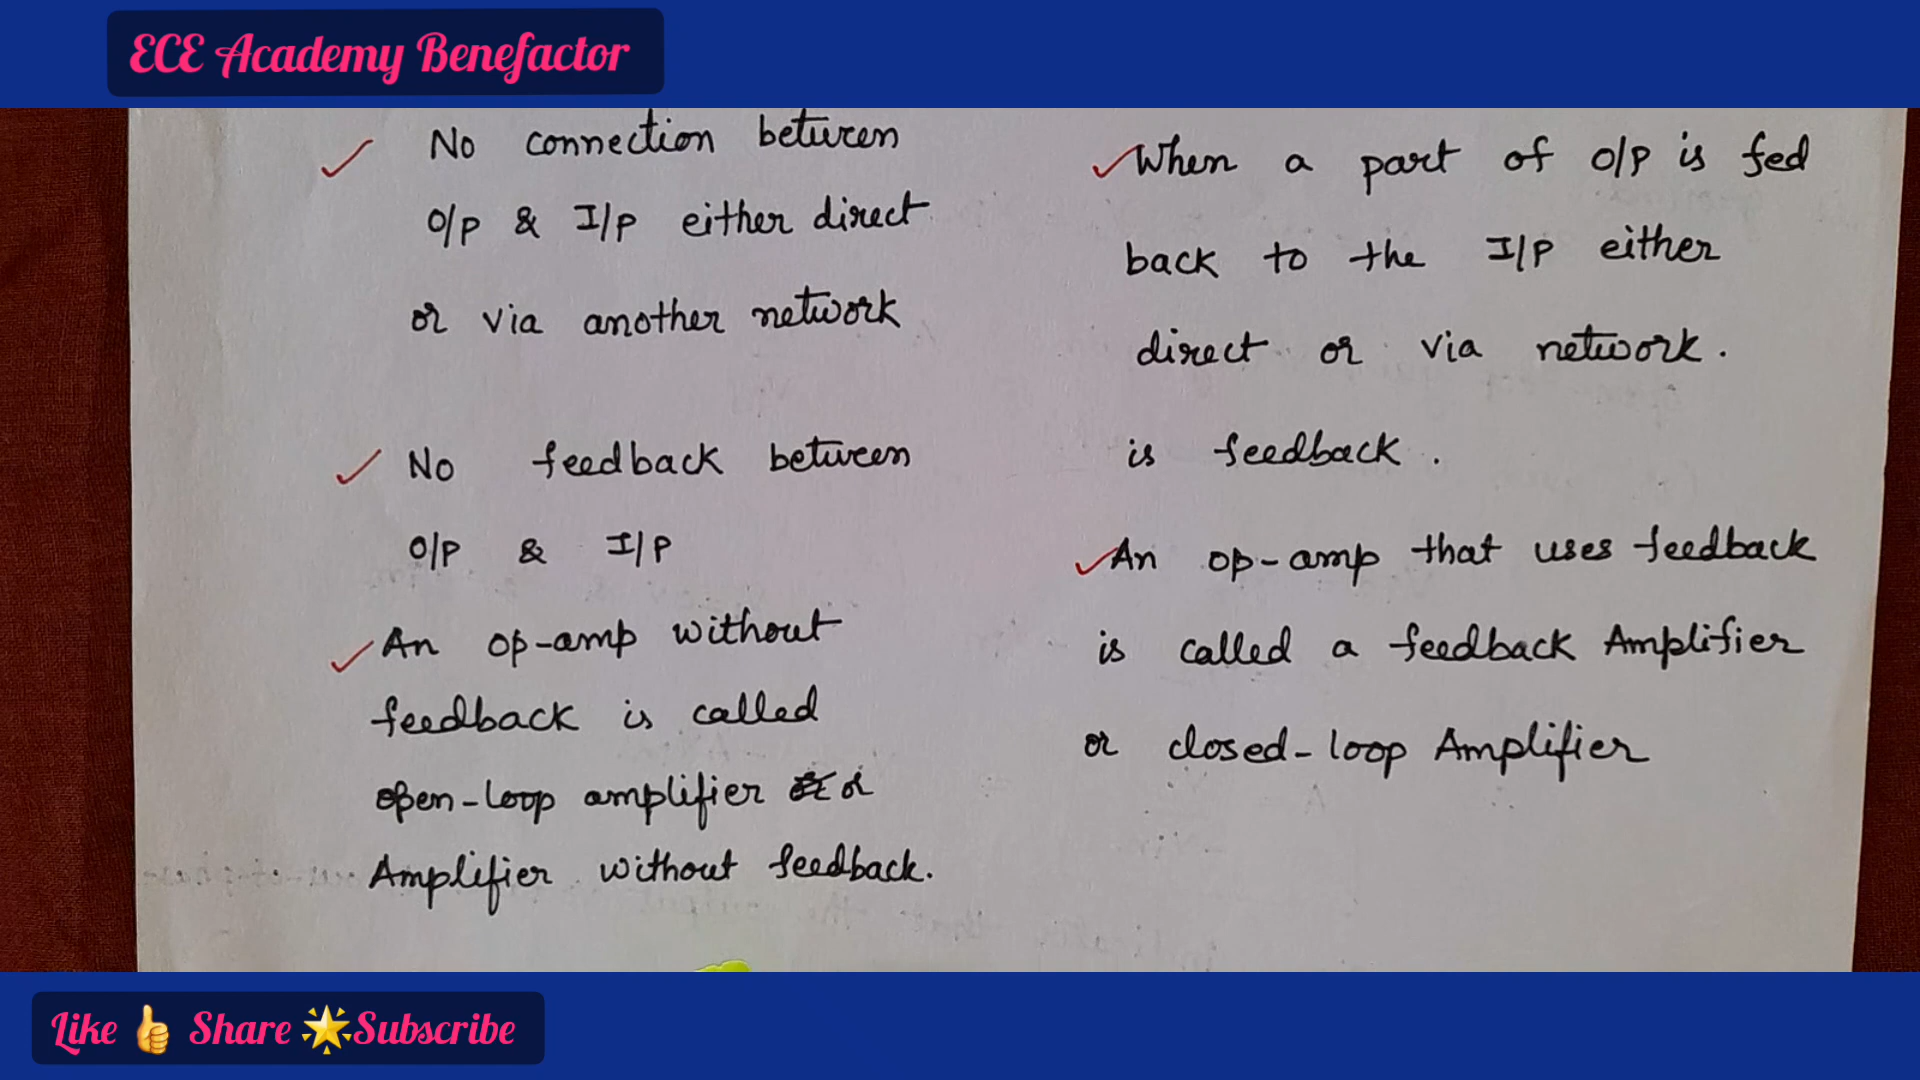 ECE Academy Benefactor
No connection between
O/p & I/p either direct
or via another network
No feedback between
O/p & I/p
An op-amp without
feedback is called
open-loop amplifier or
Amplifier without feedback.
When a part of o/p is fed
back to the I/p either
direct or via network.
is feedback.
An op-amp that uses feedback
is called a feedback Amplifier
or closed-loop Amplifier
Like 👍 Share 🌟Subscribe